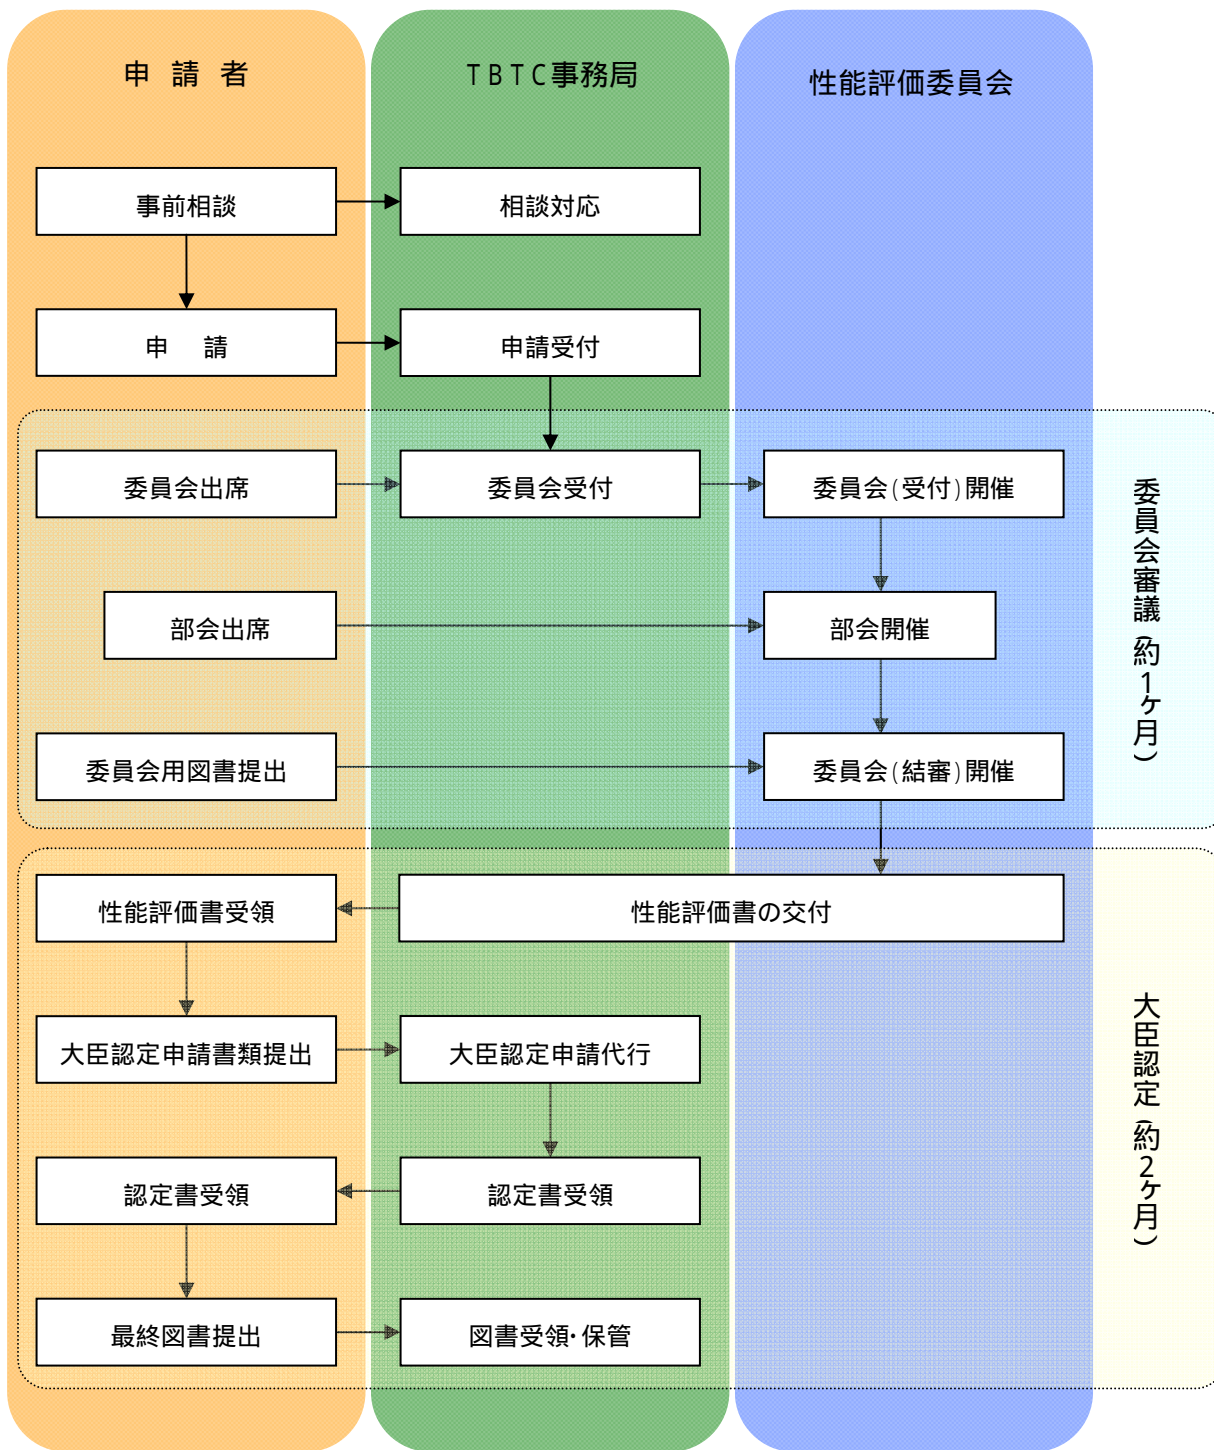 申 請 者
TBTC事務局
性能評価委員会
事前相談
相談対応
申 請
申請受付
委員会出席
委員会受付
委員会(受付)開催
部会出席
部会開催
委員会用図書提出
委員会(結審)開催
委員会審議(約1ヶ月)
性能評価書受領
性能評価書の交付
大臣認定申請書類提出
大臣認定申請代行
認定書受領
認定書受領
最終図書提出
図書受領・保管
大臣認定(約2ヶ月)